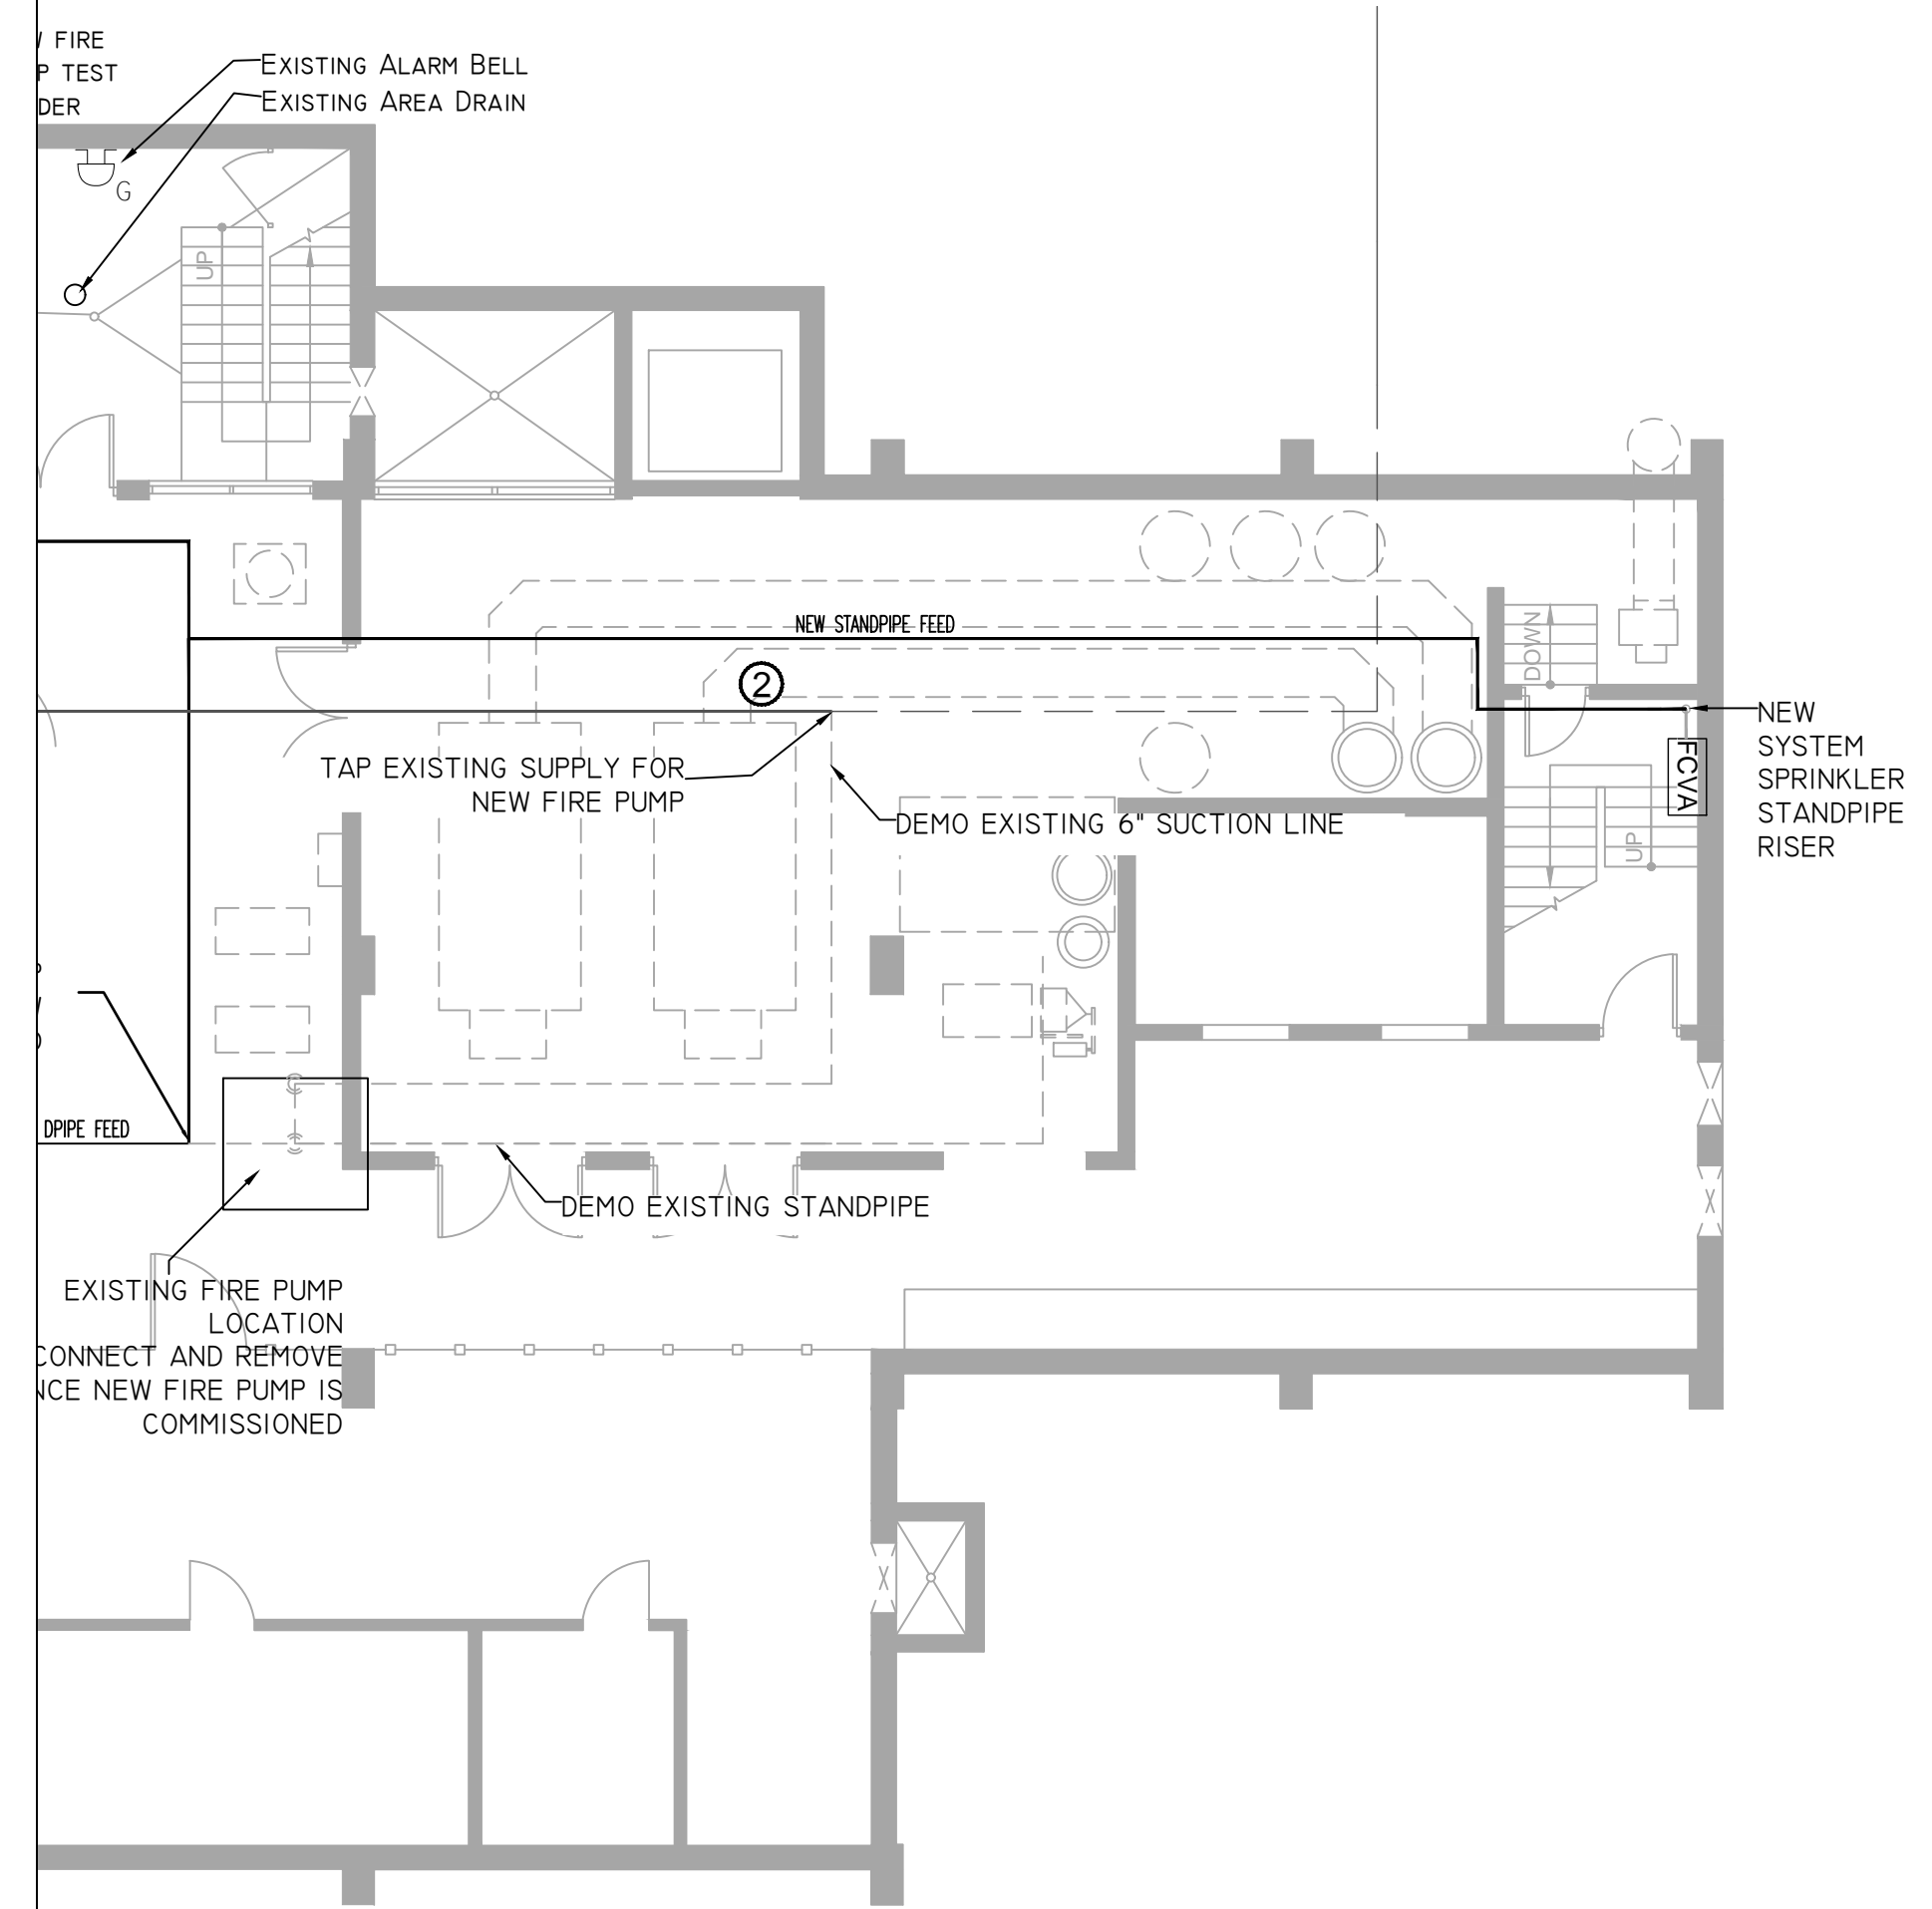 FIRE
TEST
Existing Alarm Bell
Existing Area Drain
G
UP
NEW STANDPIPE FEED
2
DOWN
TAP EXISTING SUPPLY FOR
NEW FIRE PUMP
DEMO EXISTING 6" SUCTION LINE
FCVA
UP
NEW
SYSTEM
SPRINKLER
STANDPIPE
RISER
DPIPE FEED
DEMO EXISTING STANDPIPE
EXISTING FIRE PUMP
LOCATION
CONNECT AND REMOVE
NCE NEW FIRE PUMP IS
COMMISSIONED